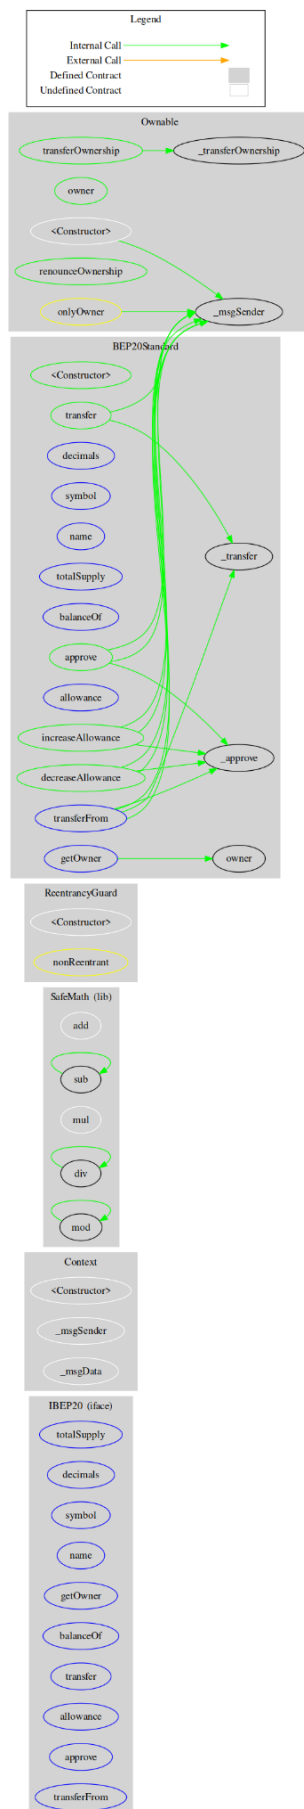 Legend
Internal Call
External Call
Defined Contract
Undefined Contract
Ownable
transferOwnership
_transferOwnership
owner
<Constructor>
renounceOwnership
onlyOwner
_msgSender
BEP20Standard
<Constructor>
transfer
decimals
symbol
name
_transfer
totalSupply
balanceOf
approve
allowance
increaseAllowance
_approve
decreaseAllowance
transferFrom
getOwner
owner
ReentrancyGuard
<Constructor>
nonReentrant
SafeMath (lib)
add
sub
mul
div
mod
Context
<Constructor>
_msgSender
_msgData
IBEP20 (iface)
totalSupply
decimals
symbol
name
getOwner
balanceOf
transfer
allowance
approve
transferFrom